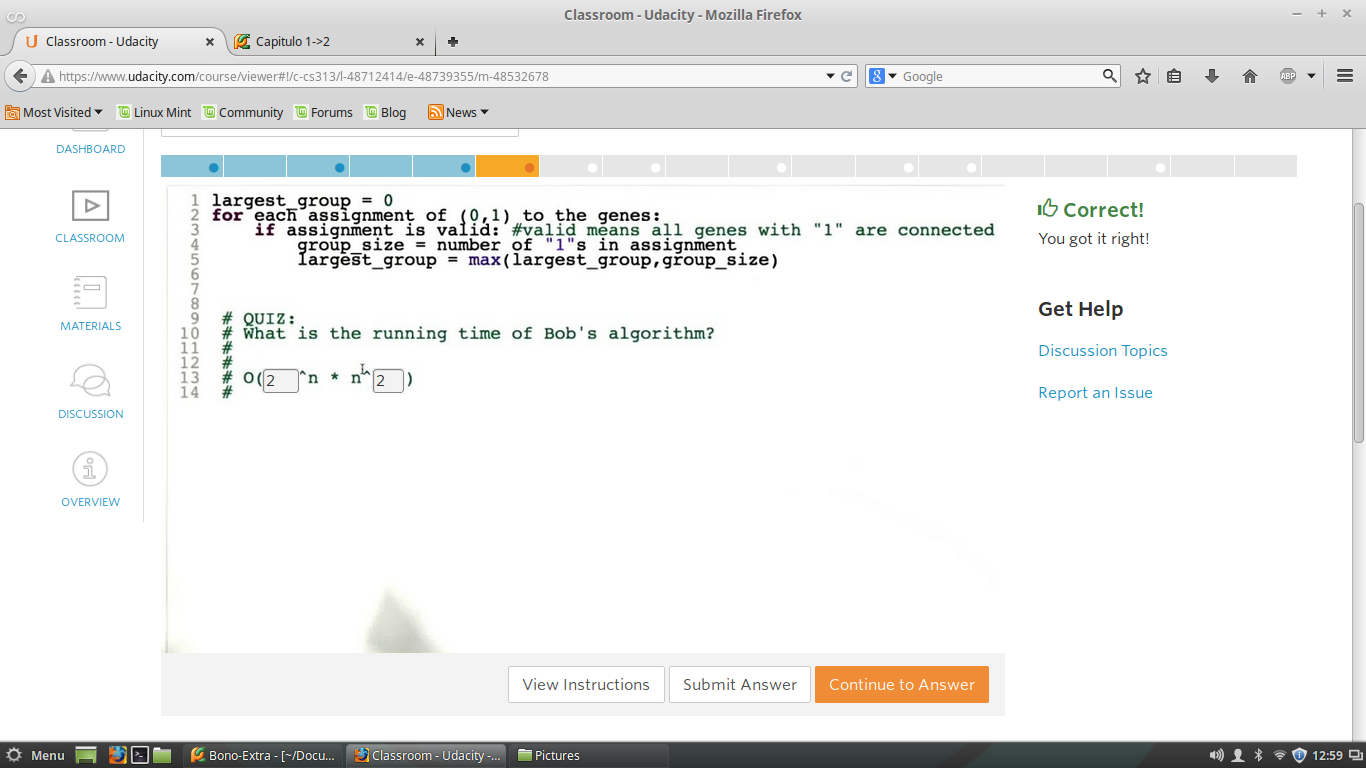 Classroom - Udacity - Mozilla Firefox
Classroom - Udacity
Capitulo 1->2
https://www.udacity.com/course/viewer#!/c-cs313/l-48712414/e-48739355/m-48532678
Google
ABP
Most Visited
Linux Mint
Community
Forums
Blog
News
DASHBOARD
CLASSROOM
MATERIALS
DISCUSSION
OVERVIEW
1 largest_group = 0
2 for each assignment of (0,1) to the genes:
3 if assignment is valid: #valid means all genes with "1" are connected
4 group_size = number of "1"s in assignment
5 largest_group = max(largest_group,group_size)
6
7
8
9 # QUIZ:
10 # What is the running time of Bob's algorithm?
11 #
12 #
13 # O(2^n * n^2)
14 #
Correct!
You got it right!
Get Help
Discussion Topics
Report an Issue
View Instructions
Submit Answer
Continue to Answer
Menu
Bono-Extra - [~/Docu...
Classroom - Udacity -...
Pictures
12:59